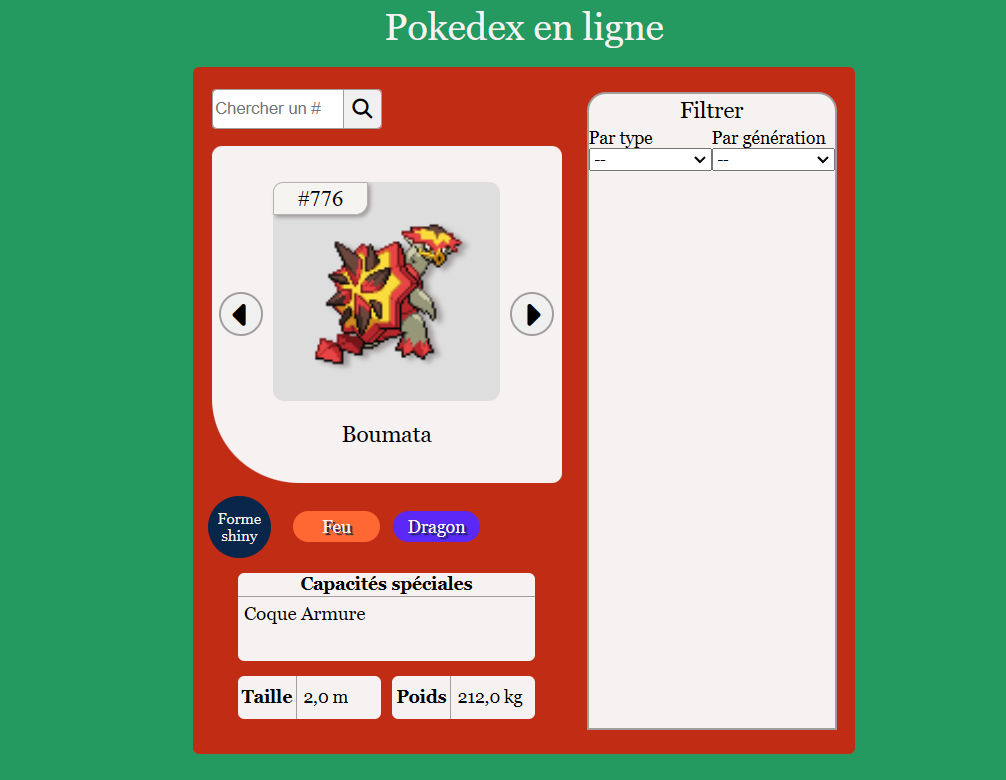 Pokedex en ligne
Chercher un #
#776
Boumata
Forme
shiny
Feu
Dragon
Capacités spéciales
Coque Armure
Taille
2,0 m
Poids
212,0 kg
Filtrer
Par type
Par génération
--
--